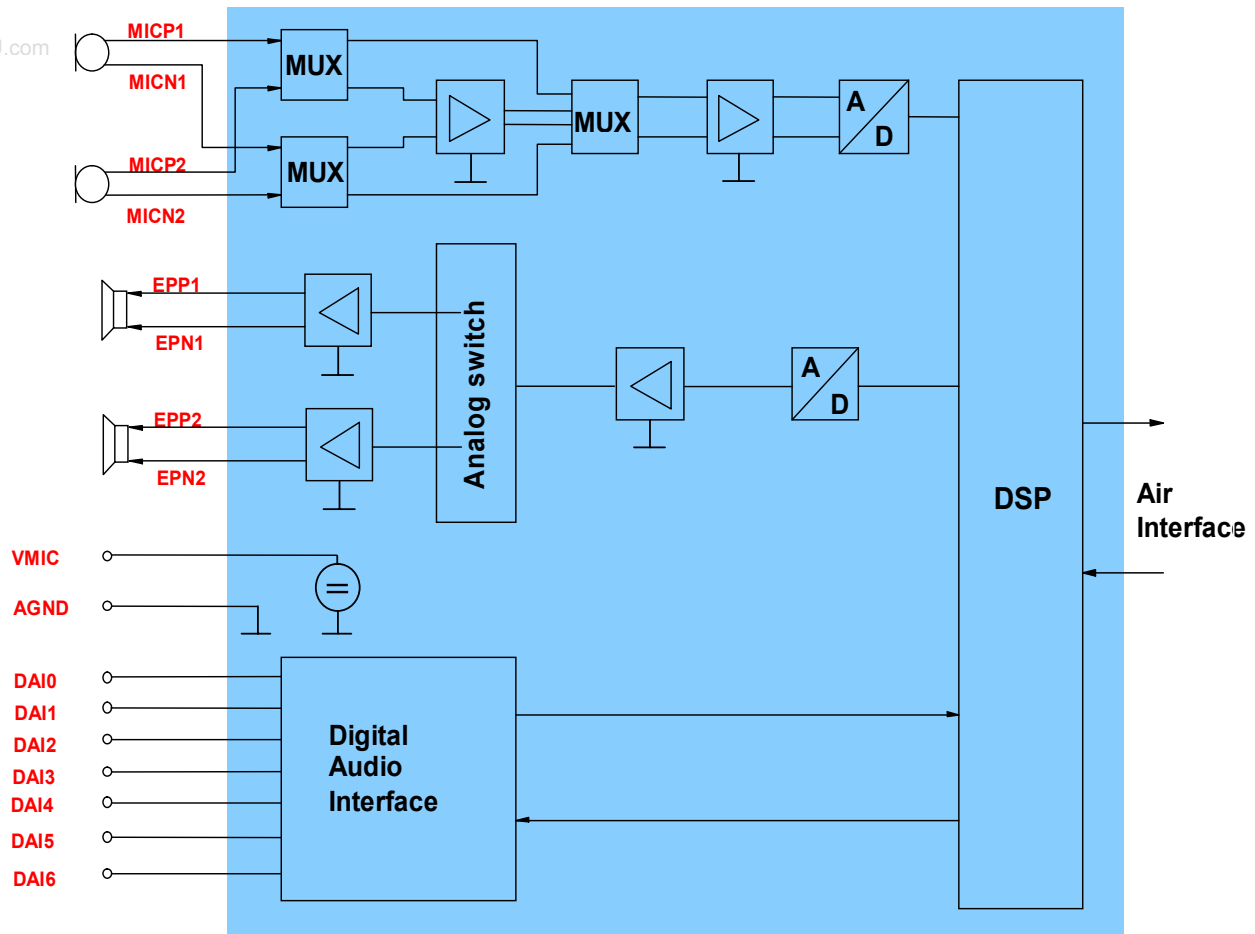 MICP1
.com
MICN1
MUX
MUX
A
D
MICP2
MUX
MICN2
EPP1
EPN1
Analog switch
A
D
EPP2
EPN2
DSP
Air
Interface
VMIC
AGND
DAI0
DAI1
DAI2
DAI3
DAI4
DAI5
DAI6
Digital
Audio
Interface